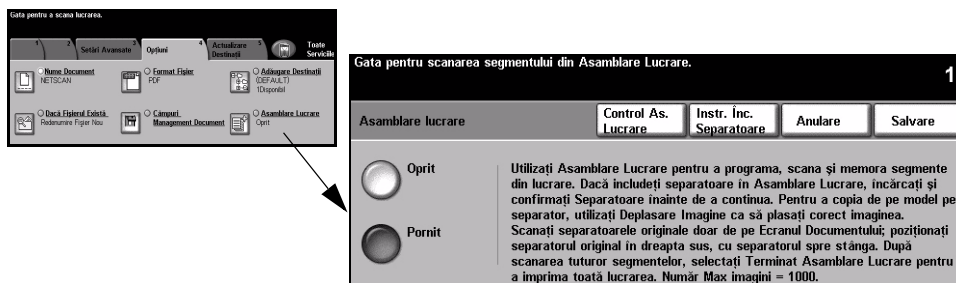 Gata pentru a scana lucrarea.
1 2 Setări Avansate 3 Opţiuni 4 Actualizare Destinaţii 5 Toate Serviciile
Nume Document
NETSCAN
Format Fişier
PDF
Adăugare Destinaţii
(DEFAULT)
1Disponibil
Dacă Fişierul Există
Redenumire Fişier Nou
Câmpuri
Management Document
Asamblare Lucrare
Oprit
Gata pentru scanarea segmentului din Asamblare Lucrare.
1
Asamblare lucrare
Control As.
Lucrare
Instr. Înc.
Separatoare
Anulare
Salvare
Oprit
Pornit
Utilizaţi Asamblare Lucrare pentru a programa, scana şi memora segmente
din lucrare. Dacă includeţi separatoare în Asamblare Lucrare, încărcaţi şi
confirmaţi Separatoare înainte de a continua. Pentru a copia de pe model pe
separator, utilizaţi Deplasare Imagine ca să plasaţi corect imaginea.
Scanaţi separatoarele originale doar de pe Ecranul Documentului; poziţionaţi
separatorul original în dreapta sus, cu separatorul spre stânga. După
scanarea tuturor segmentelor, selectaţi Terminat Asamblare Lucrare pentru
a imprima toată lucrarea. Număr Max imagini = 1000.